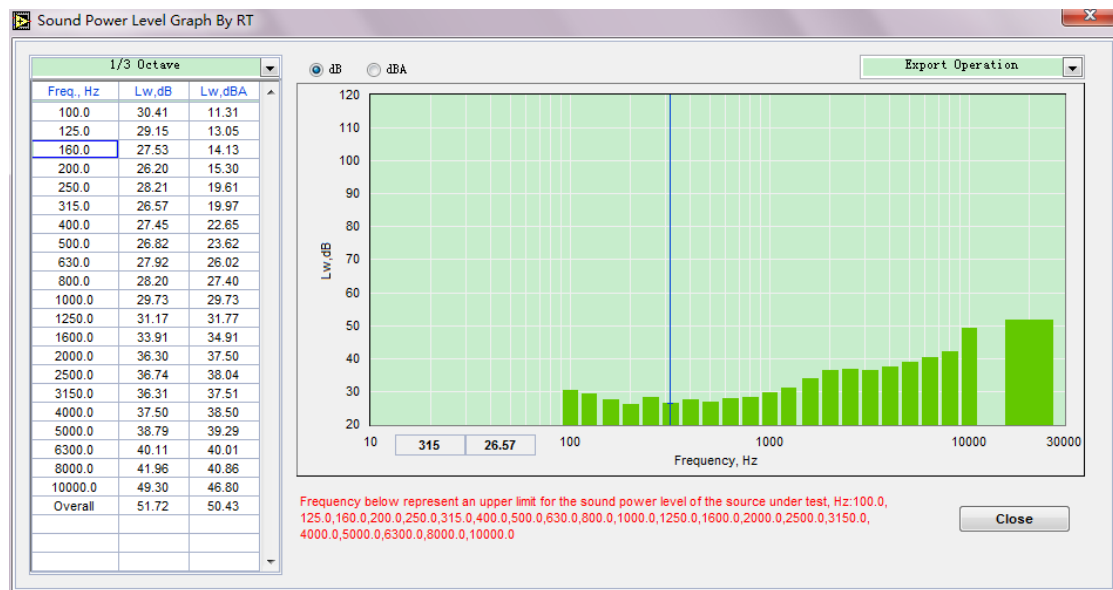 Sound Power Level Graph By RT
X
1/3 Octave
dB dBA
Export Operation
Freq., Hz Lw,dB Lw,dBA
100.0 30.41 11.31
125.0 29.15 13.05
160.0 27.53 14.13
200.0 26.20 15.30
250.0 28.21 19.61
315.0 26.57 19.97
400.0 27.45 22.65
500.0 26.82 23.62
630.0 27.92 26.02
800.0 28.20 27.40
1000.0 29.73 29.73
1250.0 31.17 31.77
1600.0 33.91 34.91
2000.0 36.30 37.50
2500.0 36.74 38.04
3150.0 36.31 37.51
4000.0 37.50 38.50
5000.0 38.79 39.29
6300.0 40.11 40.01
8000.0 41.96 40.86
10000.0 49.30 46.80
Overall 51.72 50.43
Lw,dB
120
110
100
90
80
70
60
50
40
30
20
10 100 1000 10000 30000
315 26.57
Frequency, Hz
Frequency below represent an upper limit for the sound power level of the source under test, Hz:100.0,
125.0,160.0,200.0,250.0,315.0,400.0,500.0,630.0,800.0,1000.0,1250.0,1600.0,2000.0,2500.0,3150.0,
4000.0,5000.0,6300.0,8000.0,10000.0
Close